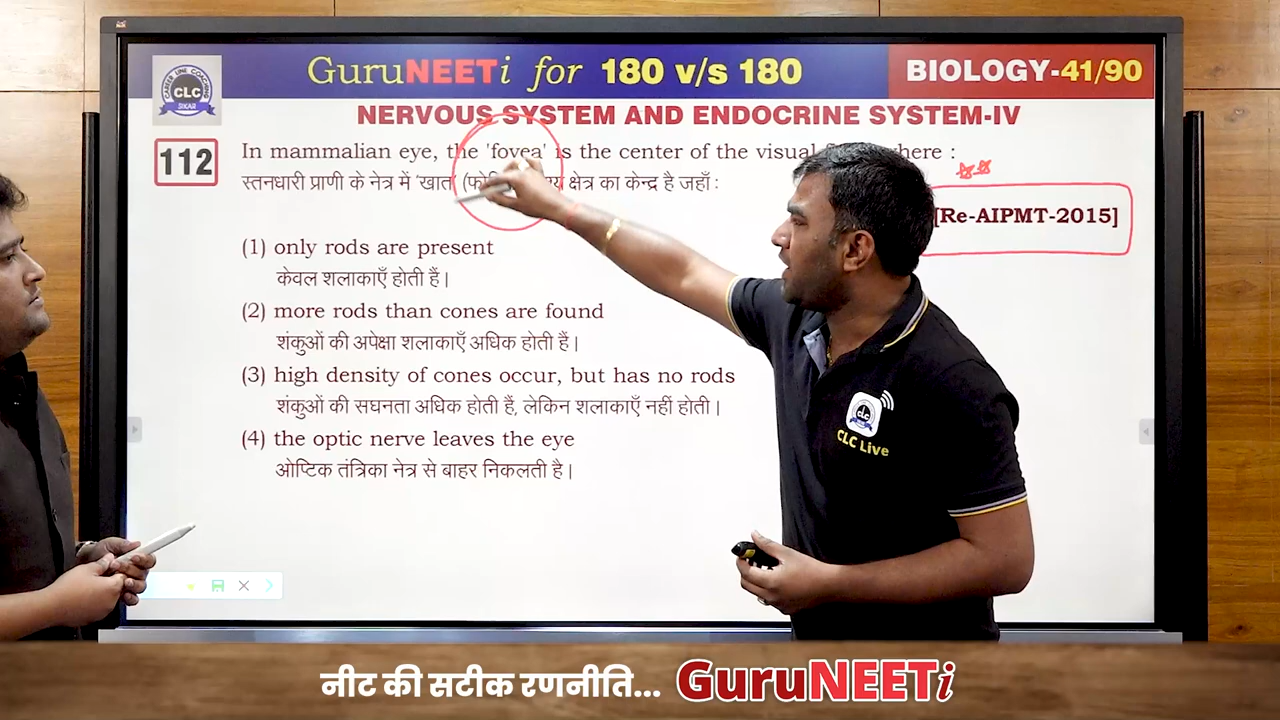 GuruNEETi for 180 v/s 180
BIOLOGY-41/90
CLC
SIKAR
NERVOUS SYSTEM AND ENDOCRINE SYSTEM-IV
112
In mammalian eye, the 'fovea' is the center of the visual where :
स्तनधारी प्राणी के नेत्र में 'खात' क्षेत्र का केन्द्र है जहाँ :
[Re-AIPMT-2015]
(1) only rods are present
केवल शलाकाएँ होती हैं।
(2) more rods than cones are found
शंकुओं की अपेक्षा शलाकाएँ अधिक होती हैं।
(3) high density of cones occur, but has no rods
शंकुओं की सघनता अधिक होती हैं, लेकिन शलाकाएँ नहीं होती।
(4) the optic nerve leaves the eye
ओप्टिक तंत्रिका नेत्र से बाहर निकलती है।
CLC
CLC Live
नीट की सटीक रणनीति... GuruNEETi